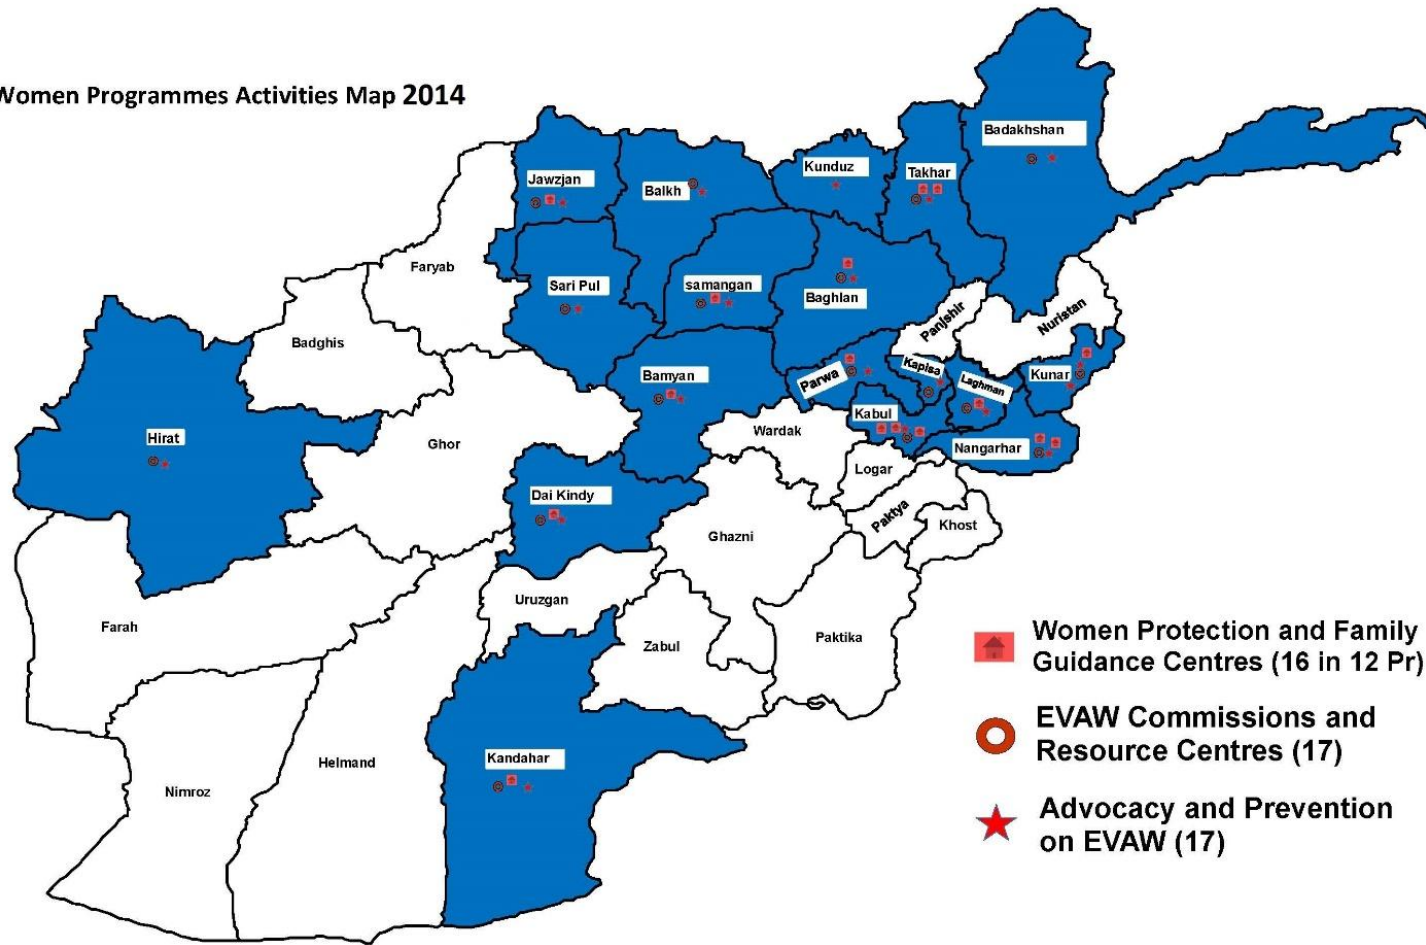 Women Programmes Activities Map 2014
Badakhshan
Kunduz
Takhar
Jawzjan
Balkh
Faryab
Sari Pul
samangan
Baghlan
Panjshir
Nuristan
Badghis
Bamyan
Parwa
Kapisa
Laghman
Kunar
Kabul
Hirat
Ghor
Wardak
Nangarhar
Logar
Dai Kindy
Paktya
Khost
Ghazni
Uruzgan
Farah
Zabul
Paktika
Women Protection and Family
Guidance Centres (16 in 12 Pr)
EVAW Commissions and
Resource Centres (17)
Kandahar
Helmand
Nimroz
Advocacy and Prevention
on EVAW (17)